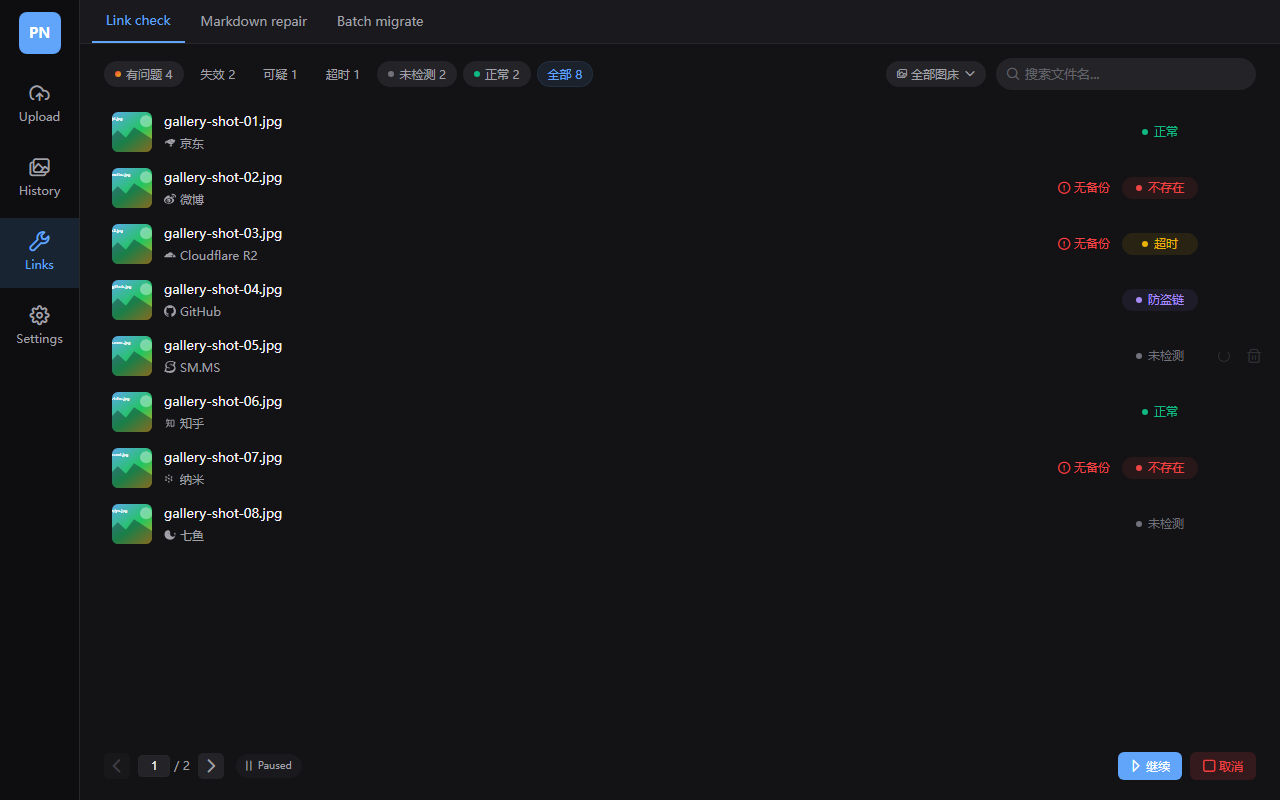 PN
Upload
History
Links
Settings
Link check
Markdown repair
Batch migrate
有问题 4
失效 2
可疑 1
超时 1
未检测 2
正常 2
全部 8
全部图床
搜索文件名...
gallery-shot-01.jpg
京东
正常
gallery-shot-02.jpg
微博
无备份
不存在
gallery-shot-03.jpg
Cloudflare R2
无备份
超时
gallery-shot-04.jpg
GitHub
防盗链
gallery-shot-05.jpg
SM.MS
未检测
gallery-shot-06.jpg
知 知乎
正常
gallery-shot-07.jpg
纳米
无备份
不存在
gallery-shot-08.jpg
七鱼
未检测
1 / 2
Paused
继续
取消